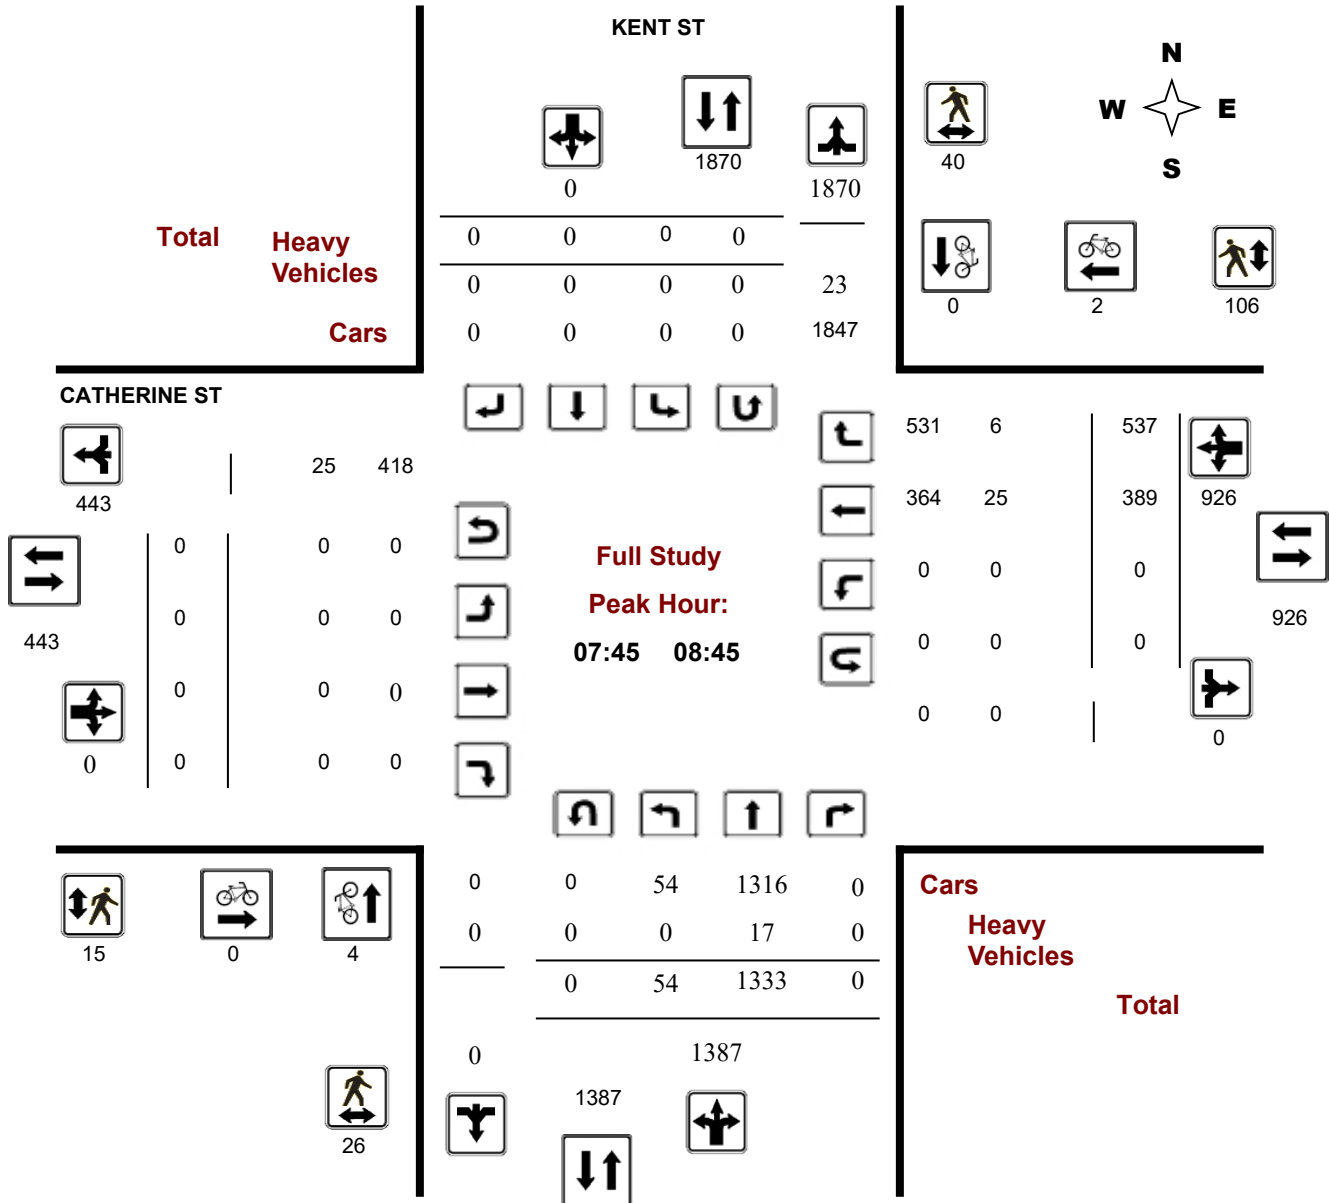 KENT ST
N
W E
S
1870
40
0
1870
Total
Heavy
Vehicles
0 0 0 0
0 0 0 0 23
Cars
0 0 0 0 1847
0 2 106
CATHERINE ST
25 418
443
531 6 537
364 25 389 926
0 0 0
0 0 0
0 0
0
926
0 0 0
0 0 0
443
0 0 0
0
0 0 0
Full Study
Peak Hour:
07:45 08:45
15 0 4
0 0 54 1316 0
0 0 0 17 0
0 54 1333 0
0 1387
1387
26
Cars
Heavy
Vehicles
Total